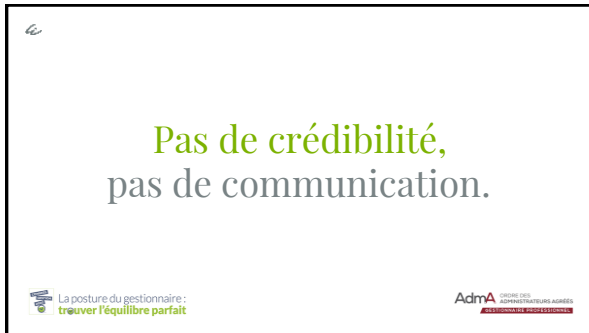 Pas de crédibilité,
pas de communication.
La posture du gestionnaire :
trouver l'équilibre parfait
AdmA ORDRE DES
ADMINISTRATEURS AGRÉÉS
GESTIONNAIRE PROFESSIONNEL